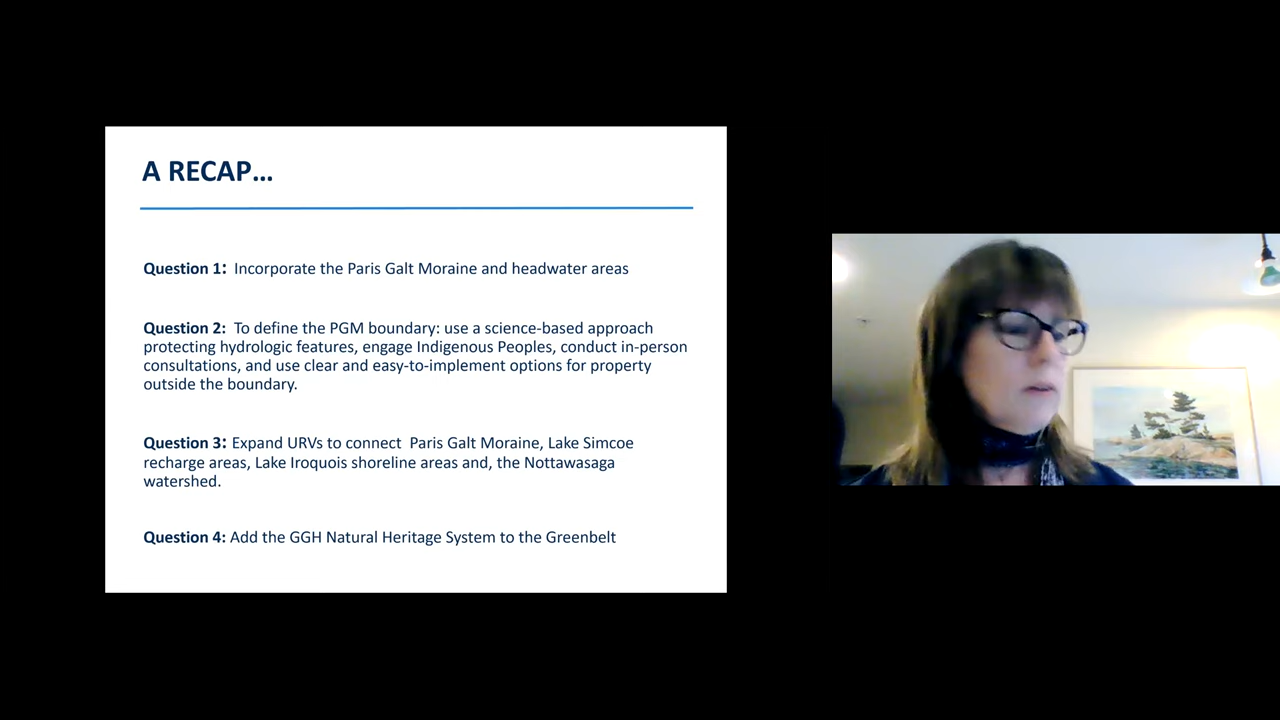 A RECAP...
Question 1: Incorporate the Paris Galt Moraine and headwater areas
Question 2: To define the PGM boundary: use a science-based approach
protecting hydrologic features, engage Indigenous Peoples, conduct in-person
consultations, and use clear and easy-to-implement options for property
outside the boundary.
Question 3: Expand URVs to connect Paris Galt Moraine, Lake Simcoe
recharge areas, Lake Iroquois shoreline areas and, the Nottawasaga
watershed.
Question 4: Add the GGH Natural Heritage System to the Greenbelt